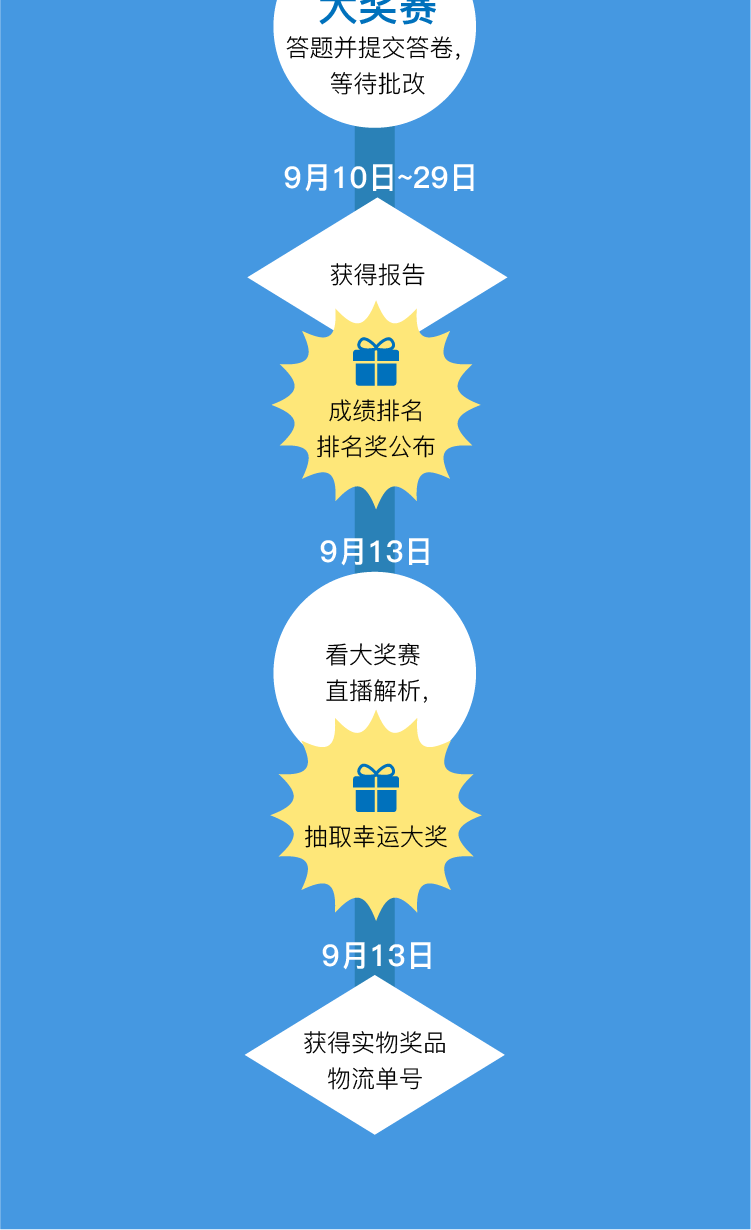 大奖赛
答题并提交答卷，
等待批改
9月10日~29日
获得报告
成绩排名
排名奖公布
9月13日
看大奖赛
直播解析，
抽取幸运大奖
9月13日
获得实物奖品
物流单号